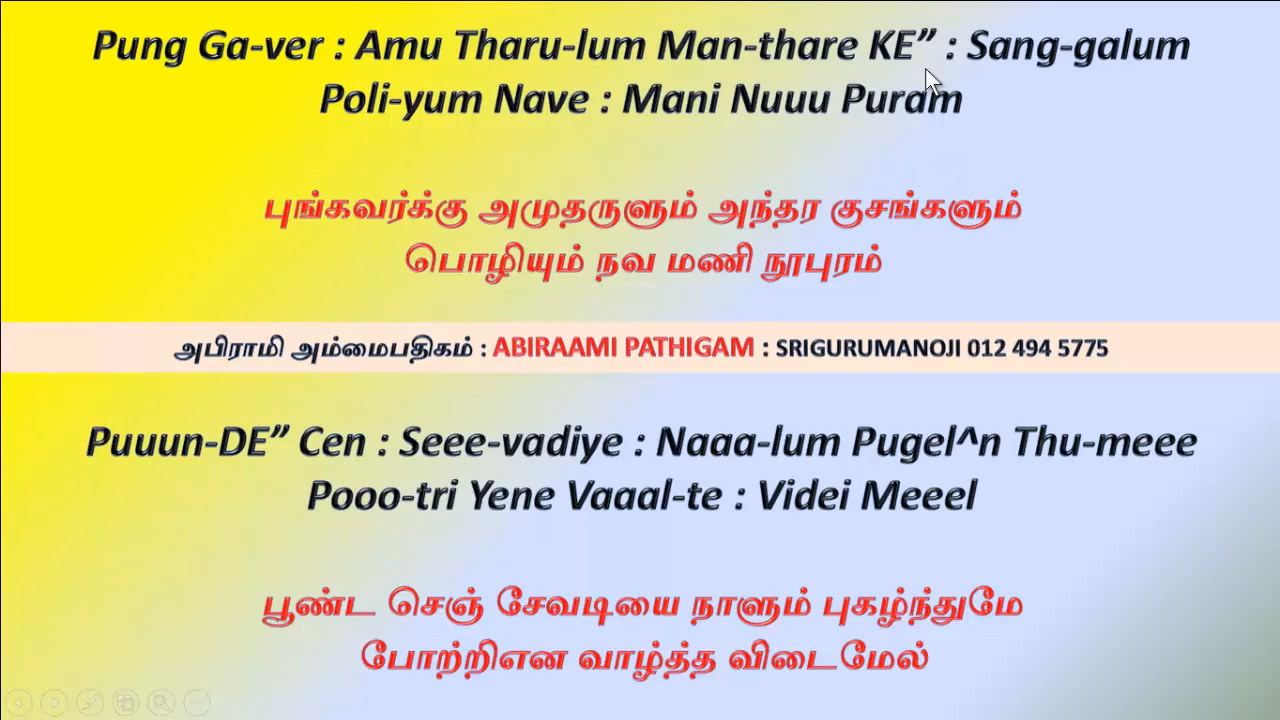 Pung Ga-ver : Amu Tharu-lum Man-thare KE” : Sang-galum
Poli-yum Nave : Mani Nuuu Puram
புங்கவர்க்கு அமுதருளும் அந்தர குசங்களும்
பொழியும் நவ மணி நூபுரம்
அபிராமி அம்மைபதிகம் : ABIRAAMI PATHIGAM : SRIGURUMANOJI 012 494 5775
Puuun-DE” Cen : Seee-vadiye : Naaa-lum Pugel^n Thu-meee
Pooo-tri Yene Vaaal-te : Videi Meeel
பூண்ட செஞ் சேவடியை நாளும் புகழ்ந்துமே
போற்றிஎன வாழ்த்த விடைமேல்